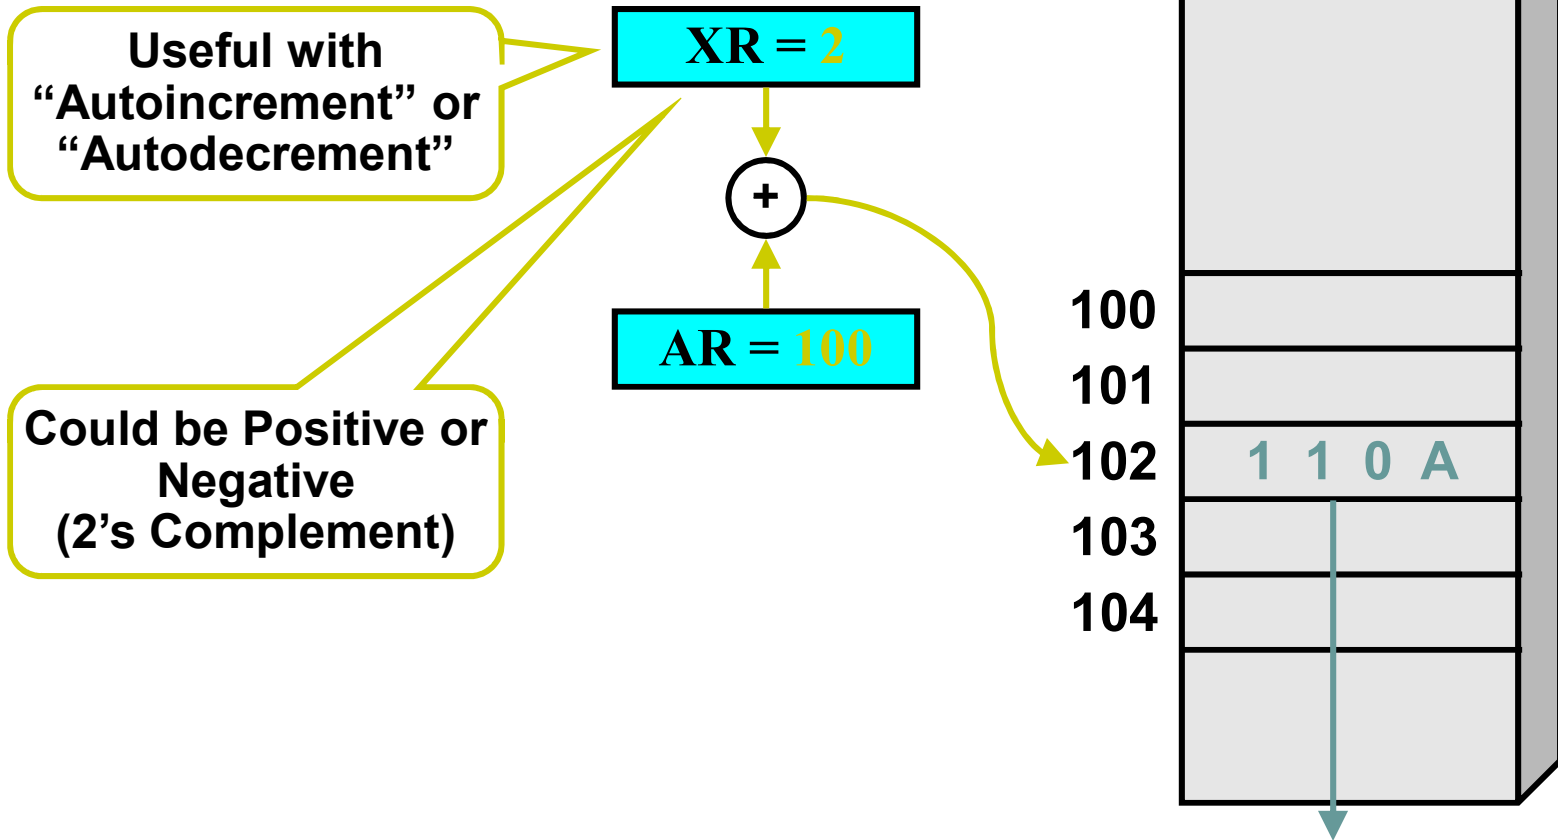 Useful with
“Autoincrement” or
“Autodecrement”
XR = 2
+
AR = 100
Could be Positive or
Negative
(2’s Complement)
100
101
102 1 1 0 A
103
104